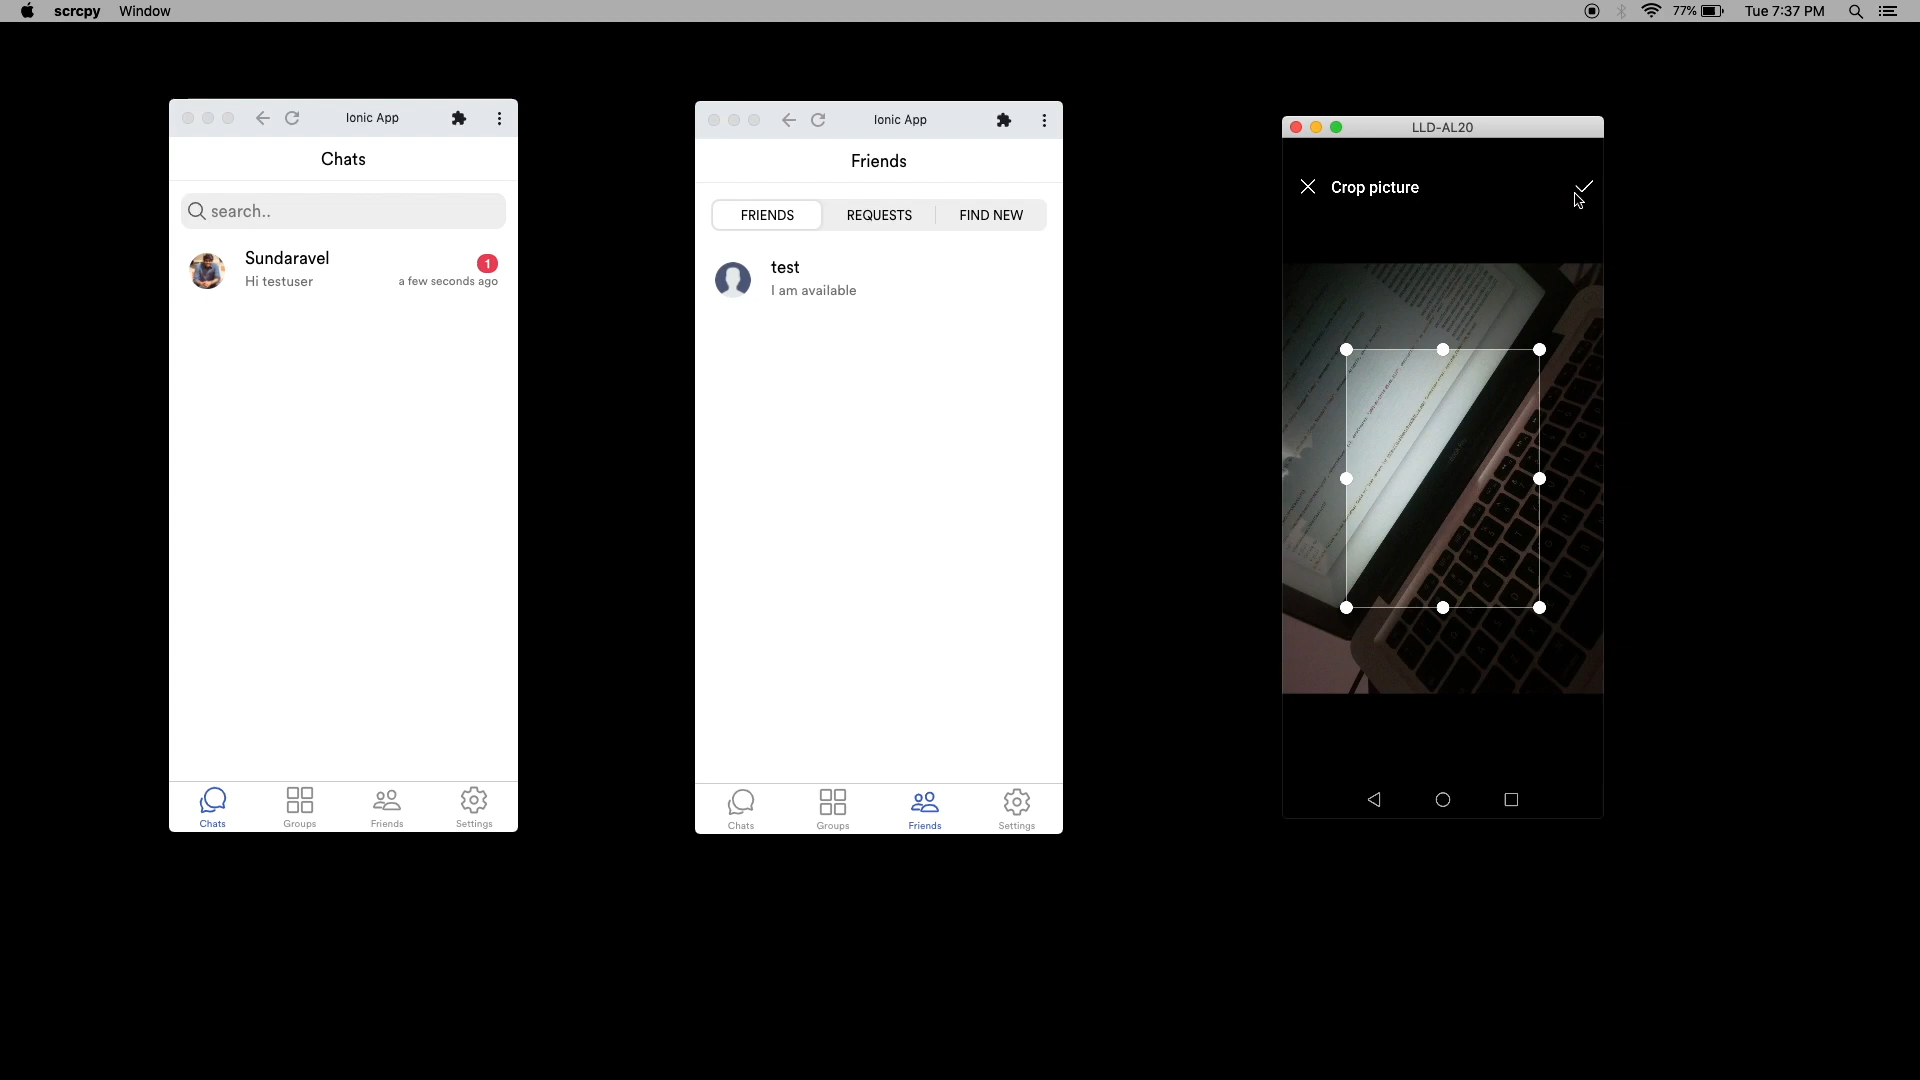 scrcpy Window 77% Tue 7:37 PM
Ionic App
Chats
search..
Sundaravel
1
Hi testuser a few seconds ago
Chats Groups Friends Settings
Ionic App
Friends
FRIENDS REQUESTS FIND NEW
test
I am available
Chats Groups Friends Settings
LLD-AL20
Crop picture